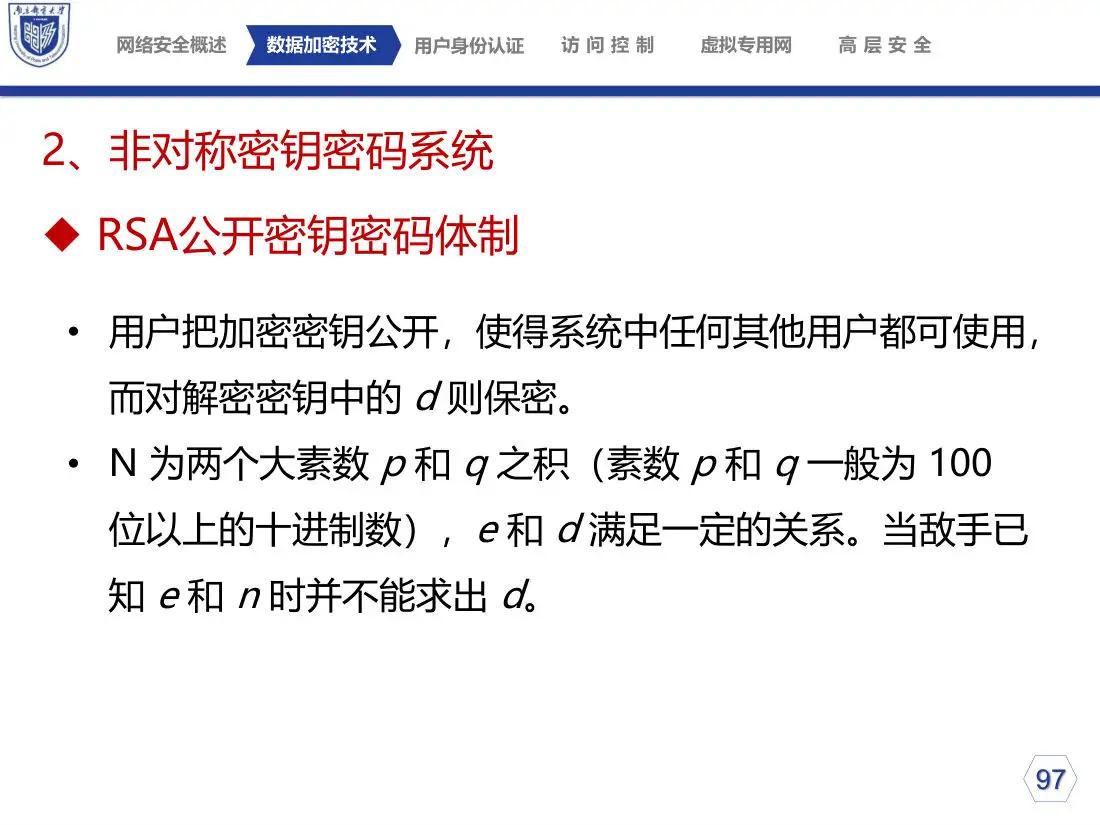 南京邮电大学
网络安全概述 数据加密技术 用户身份认证 访 问 控 制 虚拟专用网 高 层 安 全
2、非对称密钥密码系统
◆ RSA公开密钥密码体制
• 用户把加密密钥公开，使得系统中任何其他用户都可使用，
而对解密密钥中的 d 则保密。
• N 为两个大素数 p 和 q 之积（素数 p 和 q 一般为 100
位以上的十进制数），e 和 d 满足一定的关系。当敌手已
知 e 和 n 时并不能求出 d。
97